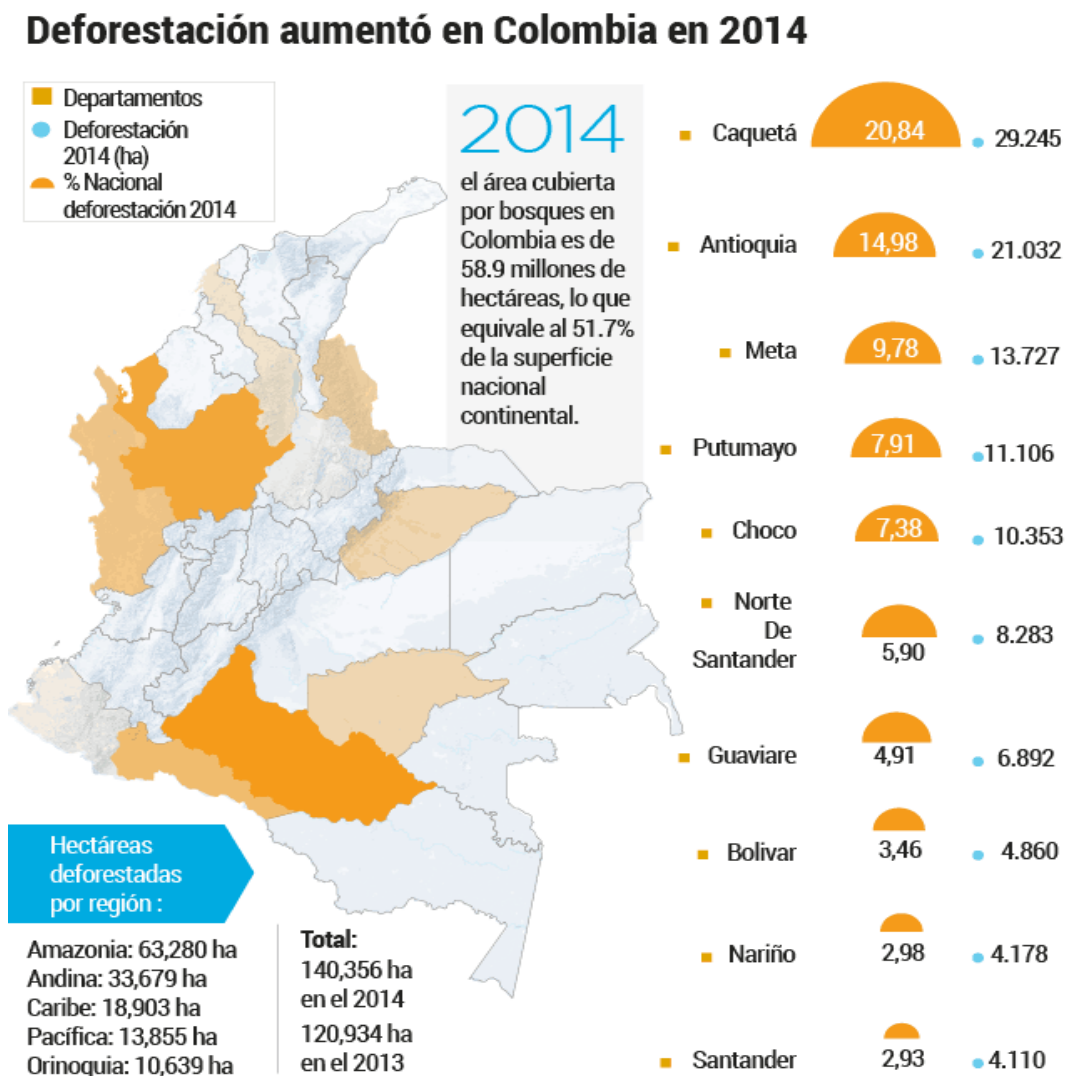 Deforestación aumentó en Colombia en 2014
Departamentos
Deforestación
2014 (ha)
% Nacional
deforestación 2014
2014
el área cubierta
por bosques en
Colombia es de
58.9 millones de
hectáreas, lo que
equivale al 51.7%
de la superficie
nacional
continental.
Caquetá 20,84 29.245
Antioquia 14,98 21.032
Meta 9,78 13.727
Putumayo 7,91 11.106
Choco 7,38 10.353
Norte
De
Santander 5,90 8.283
Guaviare 4,91 6.892
Bolivar 3,46 4.860
Nariño 2,98 4.178
Santander 2,93 4.110
Hectáreas
deforestadas
por región :
Amazonia: 63,280 ha
Andina: 33,679 ha
Caribe: 18,903 ha
Pacífica: 13,855 ha
Orinoquia: 10,639 ha
Total:
140,356 ha
en el 2014
120,934 ha
en el 2013